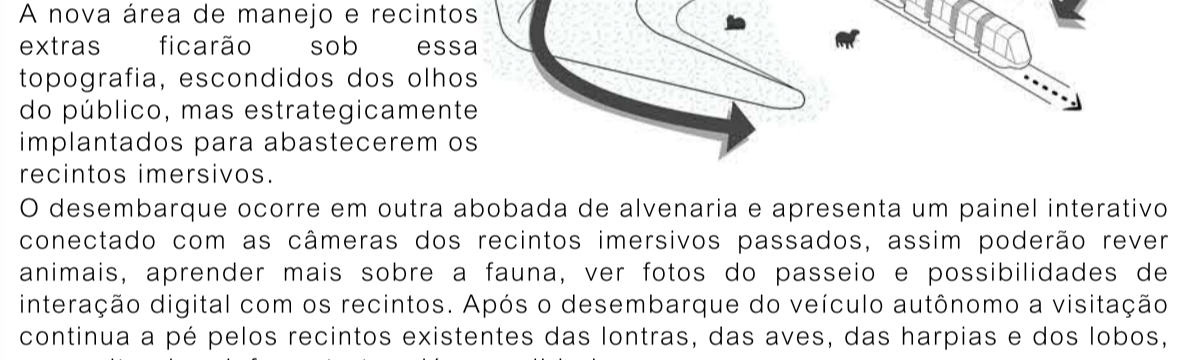 A nova área de manejo e recintos
extras ficarão sob essa
topografia, escondidos dos olhos
do público, mas estrategicamente
implantados para abastecerem os
recintos imersivos.
O desembarque ocorre em outra abobada de alvenaria e apresenta um painel interativo
conectado com as câmeras dos recintos imersivos passados, assim poderão rever
animais, aprender mais sobre a fauna, ver fotos do passeio e possibilidades de
interação digital com os recintos. Após o desembarque do veículo autônomo a visitação
continua a pé pelos recintos existentes das lontras, das aves, das harpias e dos lobos,